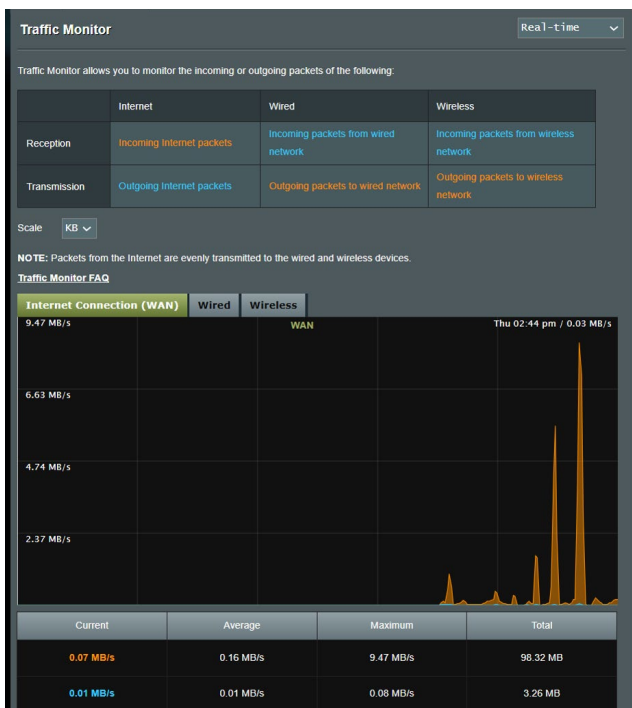 Traffic Monitor
Real-time
Traffic Monitor allows you to monitor the incoming or outgoing packets of the following:
Internet Wired Wireless
Reception Incoming Internet packets Incoming packets from wired network Incoming packets from wireless network
Transmission Outgoing Internet packets Outgoing packets to wired network Outgoing packets to wireless network
Scale KB
NOTE: Packets from the Internet are evenly transmitted to the wired and wireless devices.
Traffic Monitor FAQ
Internet Connection (WAN) Wired Wireless
9.47 MB/s WAN Thu 02:44 pm / 0.03 MB/s
6.63 MB/s
4.74 MB/s
2.37 MB/s
Current Average Maximum Total
0.07 MB/s 0.16 MB/s 9.47 MB/s 98.32 MB
0.01 MB/s 0.01 MB/s 0.08 MB/s 3.26 MB